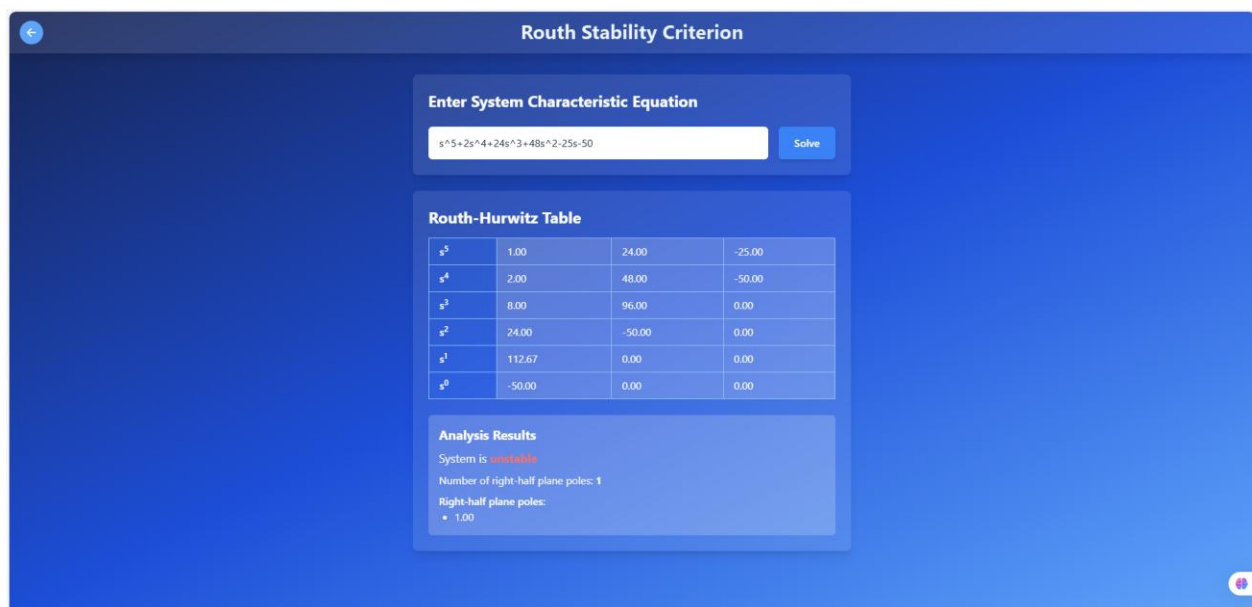 Routh Stability Criterion
Enter System Characteristic Equation
s^5+2s^4+24s^3+48s^2-25s-50 Solve
Routh-Hurwitz Table
s⁵ 1.00 24.00 -25.00
s⁴ 2.00 48.00 -50.00
s³ 8.00 96.00 0.00
s² 24.00 -50.00 0.00
s¹ 112.67 0.00 0.00
s⁰ -50.00 0.00 0.00
Analysis Results
System is unstable
Number of right-half plane poles: 1
Right-half plane poles:
• 1.00